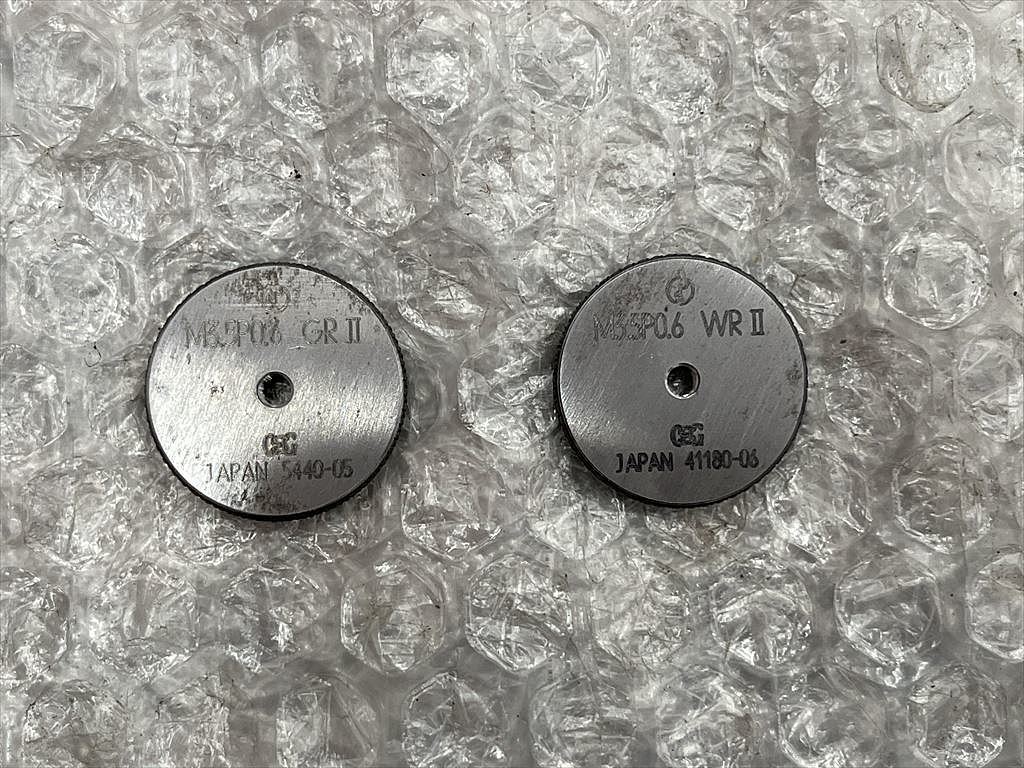 M3.5P0.6 GR II
OSG
JAPAN 5440-05
M3.5P0.6 WR II
OSG
JAPAN 41180-06